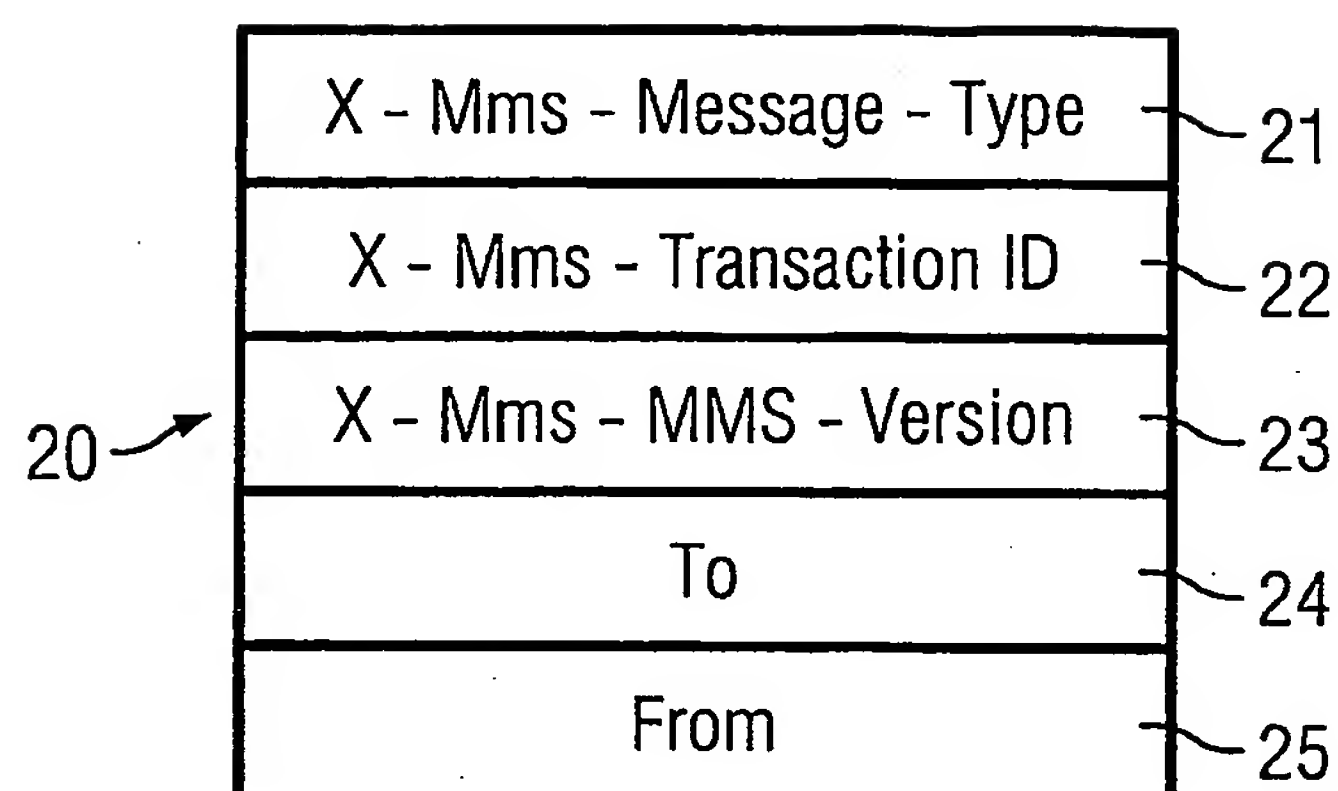 X - Mms - Message - Type 21
X - Mms - Transaction ID 22
X - Mms - MMS - Version 23
20
To 24
From 25